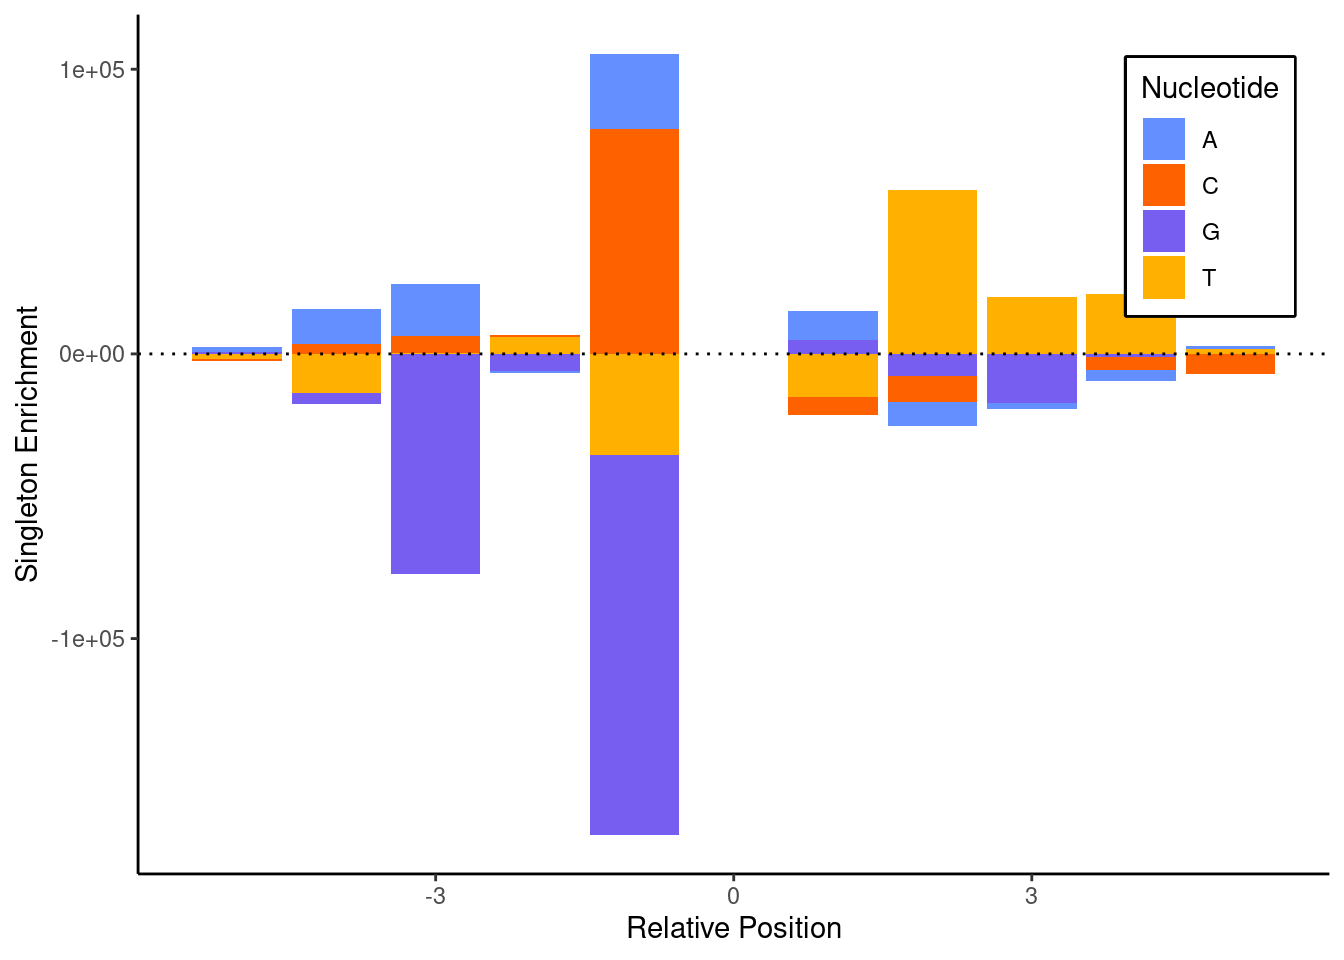 Singleton Enrichment
1e+05
0e+00
-1e+05
-3
0
3
Relative Position
Nucleotide
A
C
G
T